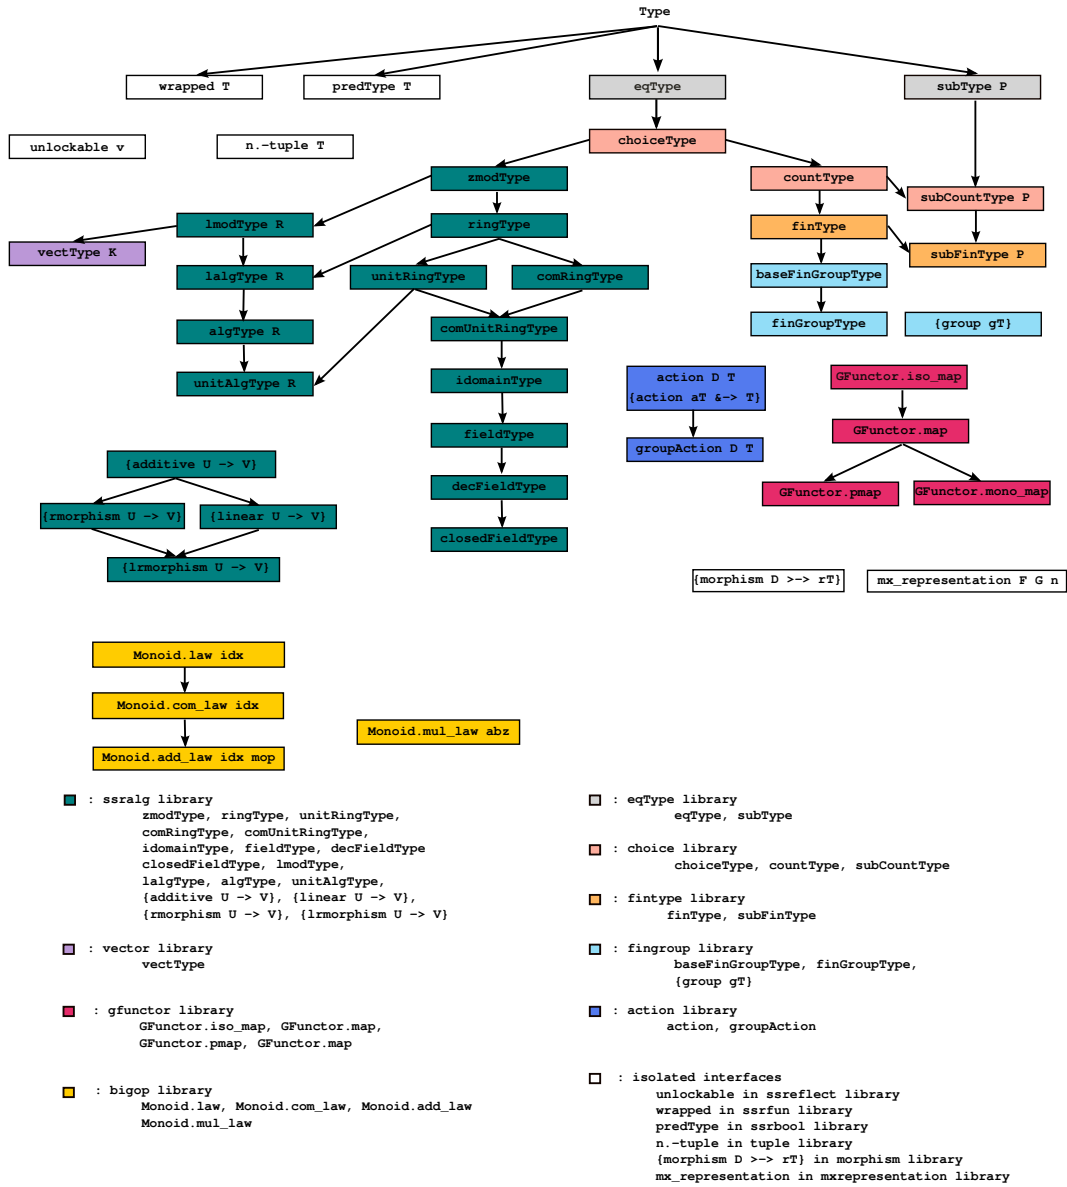 Type
wrapped T
predType T
eqType
subType P
unlockable v
n.-tuple T
choiceType
zmodType
countType
subCountType P
lmodType R
ringType
finType
vectType K
subFinType P
lalgType R
unitRingType
comRingType
baseFinGroupType
algType R
comUnitRingType
finGroupType
{group gT}
unitAlgType R
idomainType
action D T
{action aT &-> T}
GFunctor.iso_map
fieldType
groupAction D T
GFunctor.map
{additive U -> V}
decFieldType
GFunctor.pmap
GFunctor.mono_map
{rmorphism U -> V}
{linear U -> V}
closedFieldType
{lrmorphism U -> V}
{morphism D >-> rT}
mx_representation F G n
Monoid.law idx
Monoid.com_law idx
Monoid.mul_law abz
Monoid.add_law idx mop
: ssralg library
zmodType, ringType, unitRingType,
comRingType, comUnitRingType,
idomainType, fieldType, decFieldType
closedFieldType, lmodType,
lalgType, algType, unitAlgType,
{additive U -> V}, {linear U -> V},
{rmorphism U -> V}, {lrmorphism U -> V}
: vector library
vectType
: gfunctor library
GFunctor.iso_map, GFunctor.map,
GFunctor.pmap, GFunctor.map
: bigop library
Monoid.law, Monoid.com_law, Monoid.add_law
Monoid.mul_law
: eqType library
eqType, subType
: choice library
choiceType, countType, subCountType
: fintype library
finType, subFinType
: fingroup library
baseFinGroupType, finGroupType,
{group gT}
: action library
action, groupAction
: isolated interfaces
unlockable in ssreflect library
wrapped in ssrfun library
predType in ssrbool library
n.-tuple in tuple library
{morphism D >-> rT} in morphism library
mx_representation in mxrepresentation library